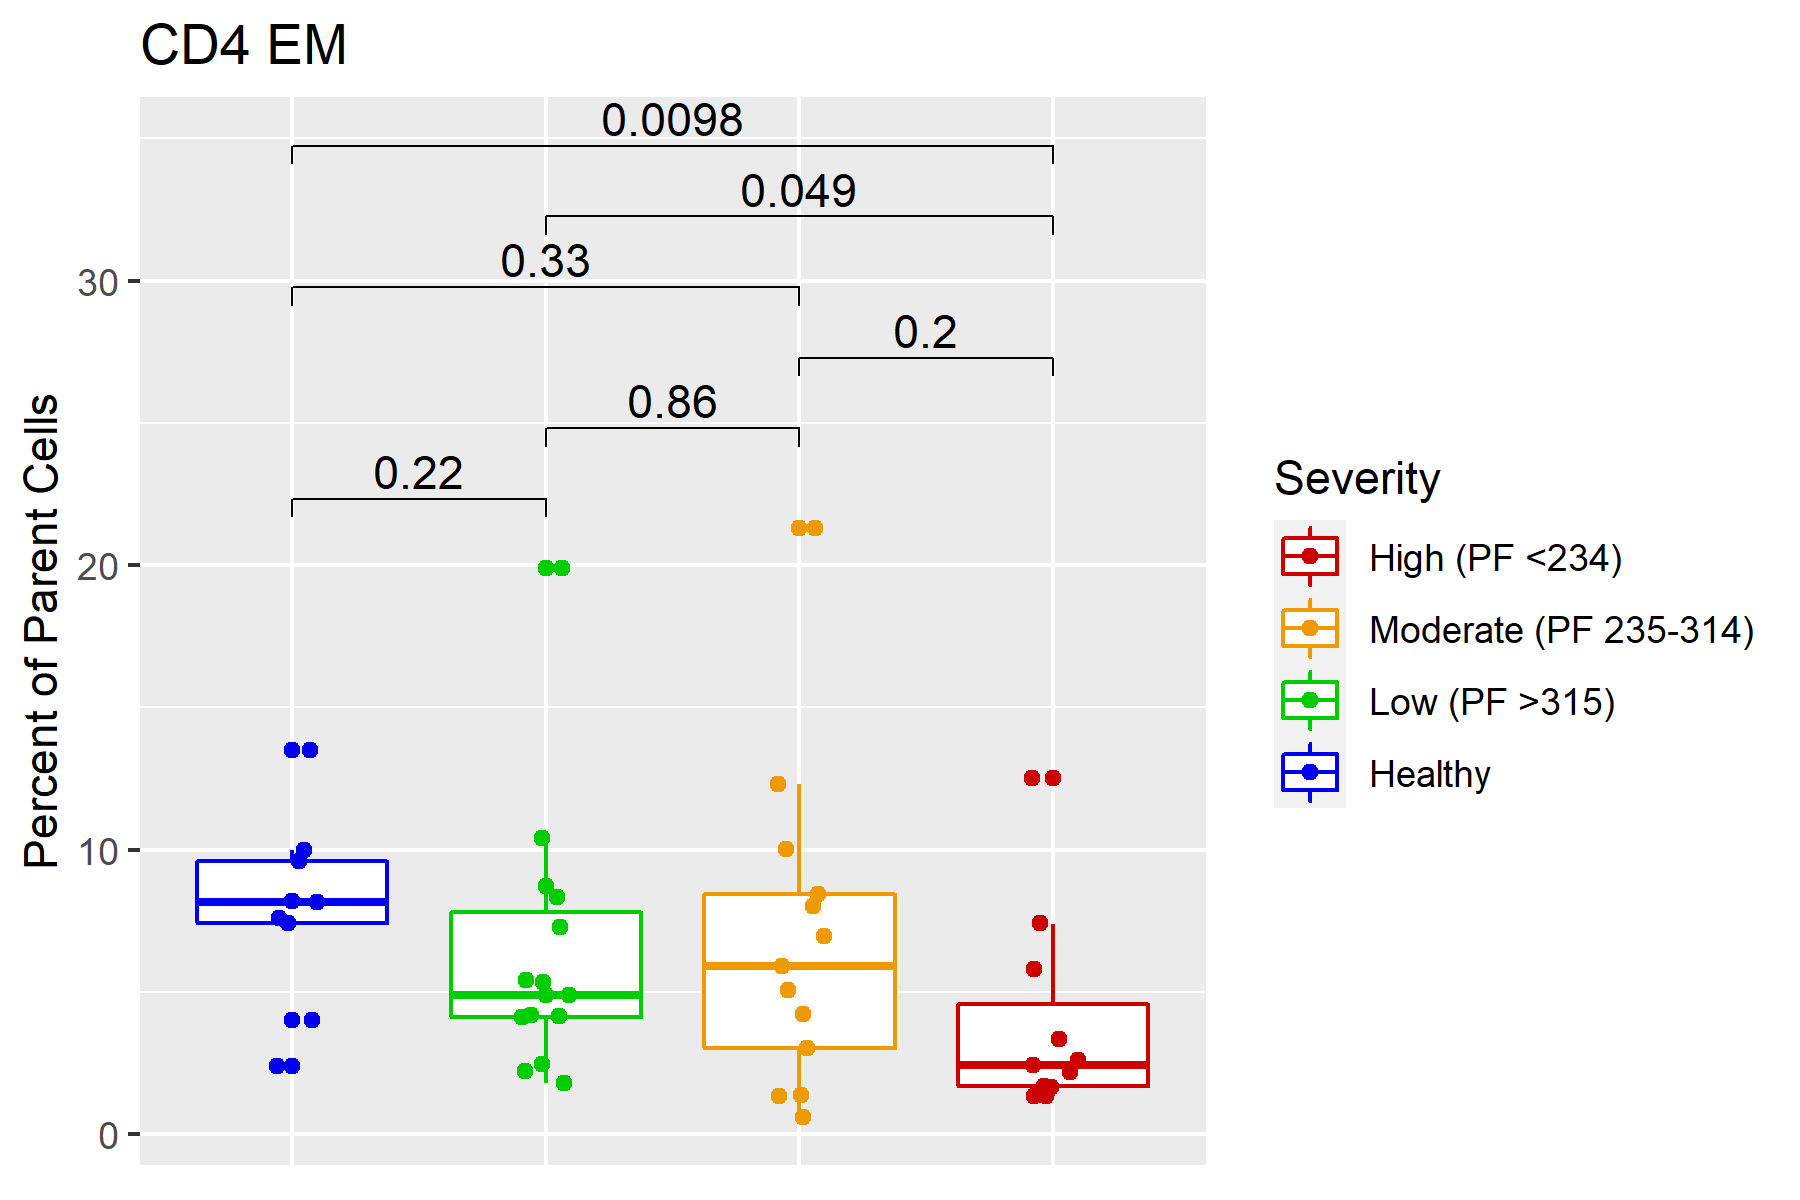 CD4 EM
0.0098
0.049
0.33
0.2
0.86
0.22
30
20
10
0
Percent of Parent Cells
Severity
High (PF <234)
Moderate (PF 235-314)
Low (PF >315)
Healthy